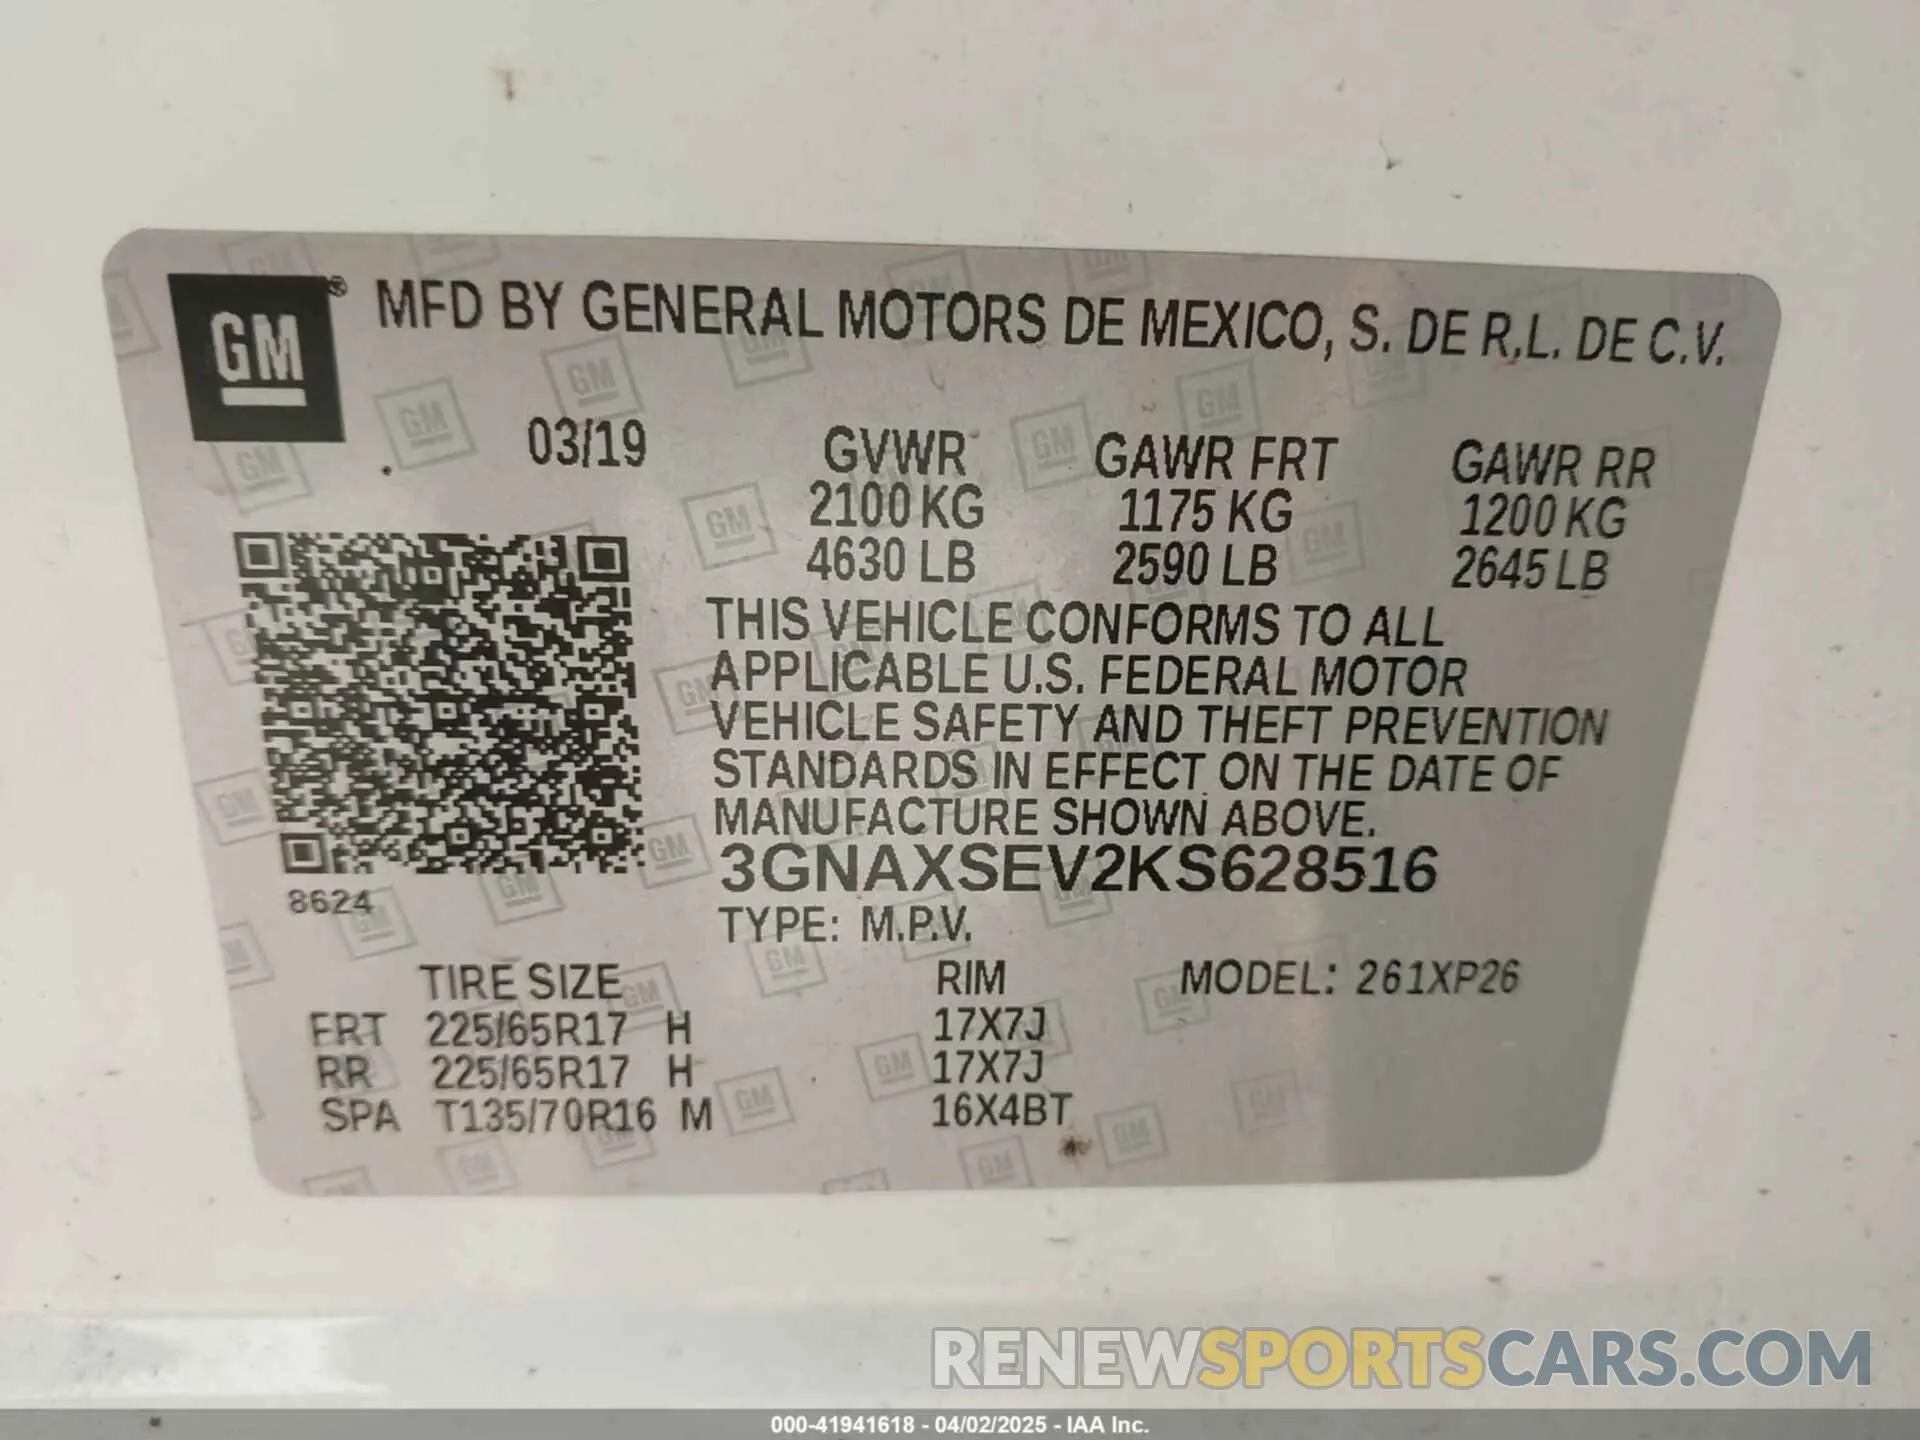 GM® MFD BY GENERAL MOTORS DE MEXICO, S. DE R.L. DE C.V.
03/19 GVWR GAWR FRT GAWR RR
2100 KG 1175 KG 1200 KG
4630 LB 2590 LB 2645 LB
THIS VEHICLE CONFORMS TO ALL
APPLICABLE U.S. FEDERAL MOTOR
VEHICLE SAFETY AND THEFT PREVENTION
STANDARDS IN EFFECT ON THE DATE OF
MANUFACTURE SHOWN ABOVE.
3GNAXSEV2KS628516
8624
TYPE: M.P.V.
TIRE SIZE RIM MODEL: 261XP26
FRT 225/65R17 H 17X7J
RR 225/65R17 H 17X7J
SPA T135/70R16 M 16X4BT
RENEWSPORTSCARS.COM
000-41941618 - 04/02/2025 - IAA Inc.